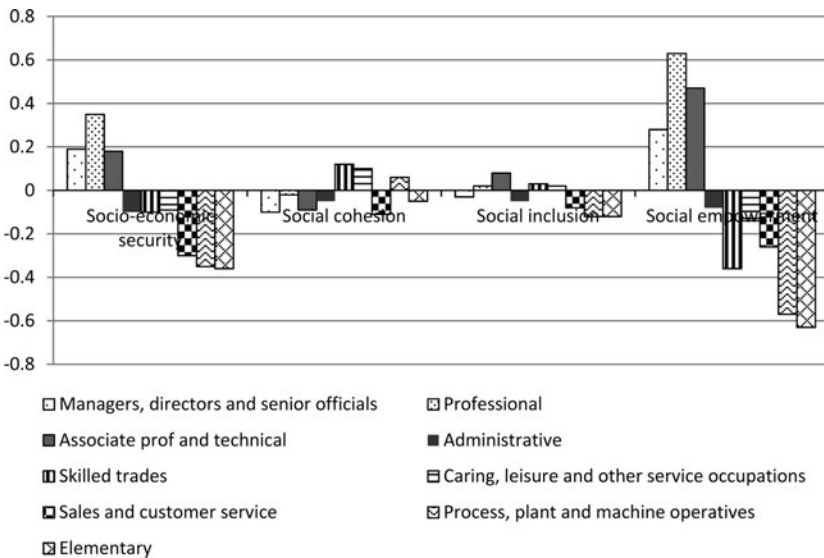 0.8
0.6
0.4
0.2
0
-0.2
-0.4
-0.6
-0.8
Socio-economic
security
Social cohesion
Social inclusion
Social empowerment
Managers, directors and senior officials
Professional
Associate prof and technical
Administrative
Skilled trades
Caring, leisure and other service occupations
Sales and customer service
Process, plant and machine operatives
Elementary